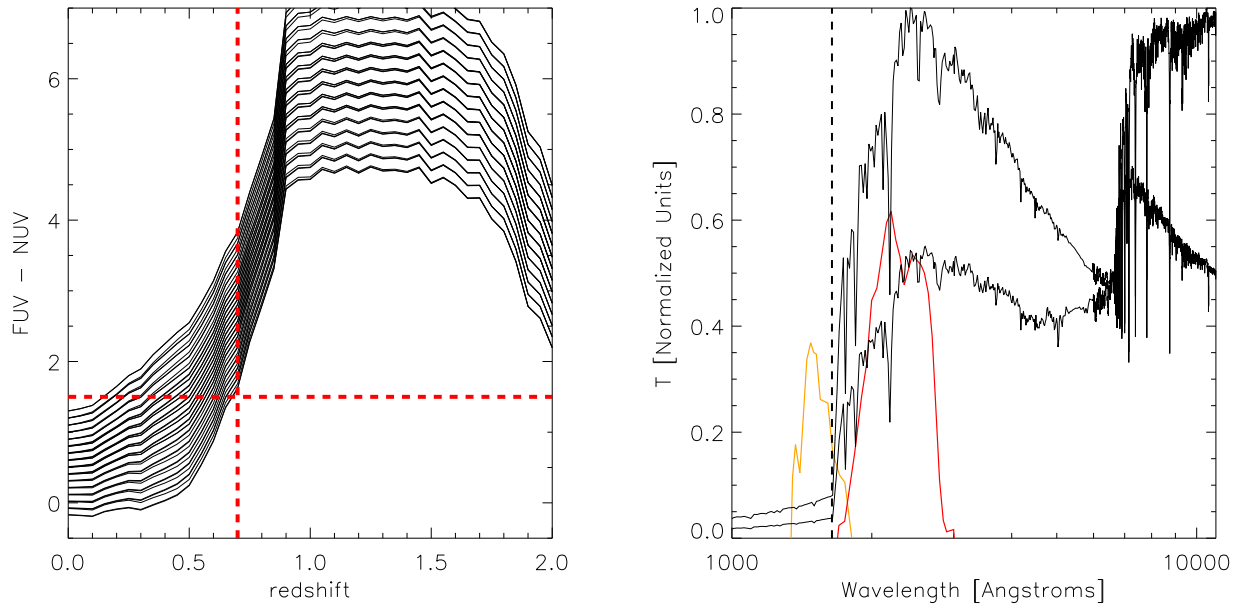 6
4
2
0
FUV − NUV
0.0 0.5 1.0 1.5 2.0
redshift
1.0
0.8
0.6
0.4
0.2
0.0
T [Normalized Units]
1000 10000
Wavelength [Angstroms]